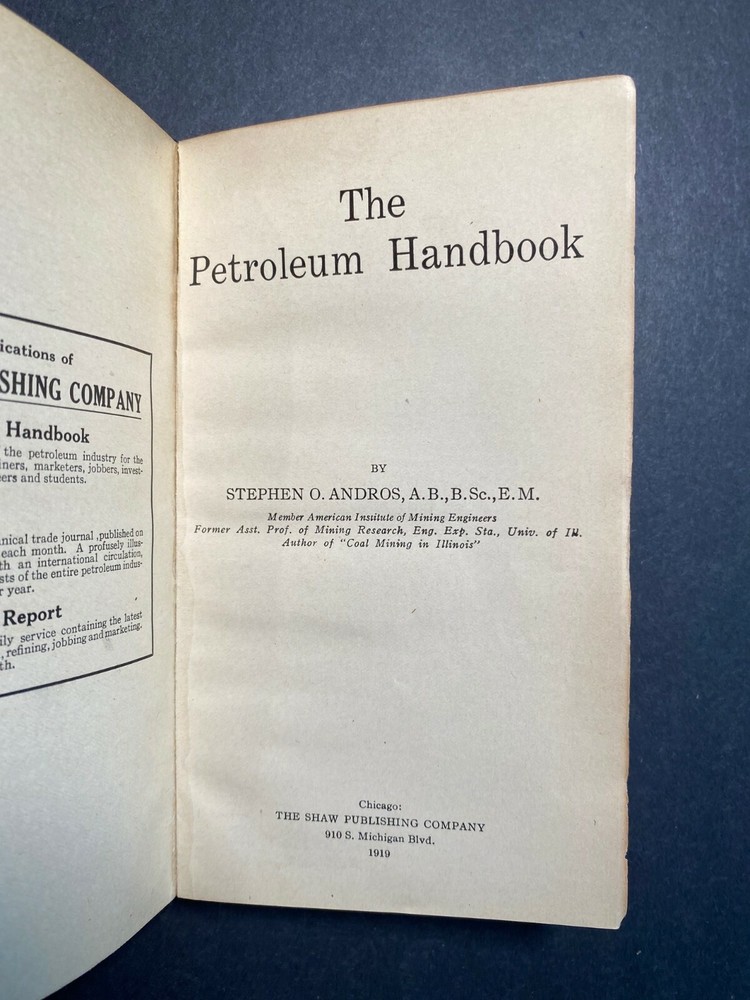 ications of
SHING COMPANY
Handbook
the petroleum industry for the
ners, marketers, jobbers, invest-
ers and students.
nical trade journal, published on
each month. A profusely illus-
th an international circulation,
sts of the entire petroleum indus-
r year.
Report
ily service containing the latest
, refining, jobbing and marketing.
th.
The
Petroleum Handbook
BY
STEPHEN O. ANDROS, A.B., B.Sc., E.M.
Member American Institute of Mining Engineers
Former Asst. Prof. of Mining Research, Eng. Exp. Sta., Univ. of Ill.
Author of "Coal Mining in Illinois"
Chicago:
THE SHAW PUBLISHING COMPANY
910 S. Michigan Blvd.
1919